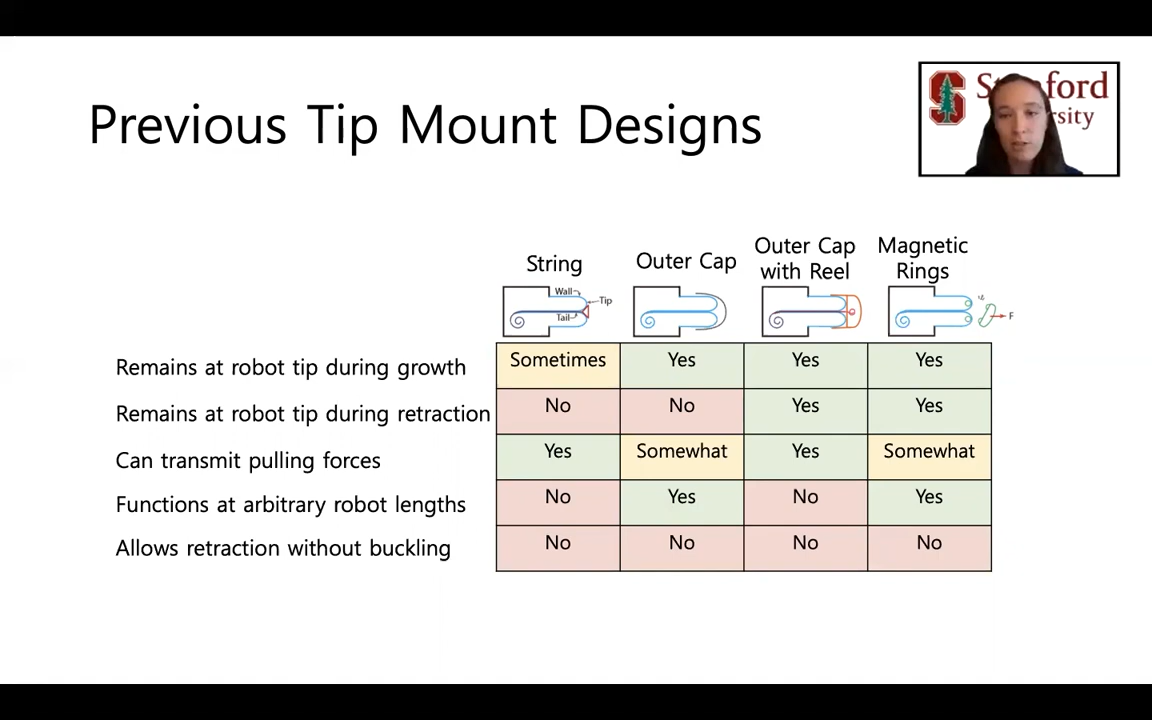 Previous Tip Mount Designs
String
Outer Cap
Outer Cap
with Reel
Magnetic
Rings
Wall
Tip
Tail
F
Remains at robot tip during growth Sometimes Yes Yes Yes
Remains at robot tip during retraction No No Yes Yes
Can transmit pulling forces Yes Somewhat Yes Somewhat
Functions at arbitrary robot lengths No Yes No Yes
Allows retraction without buckling No No No No